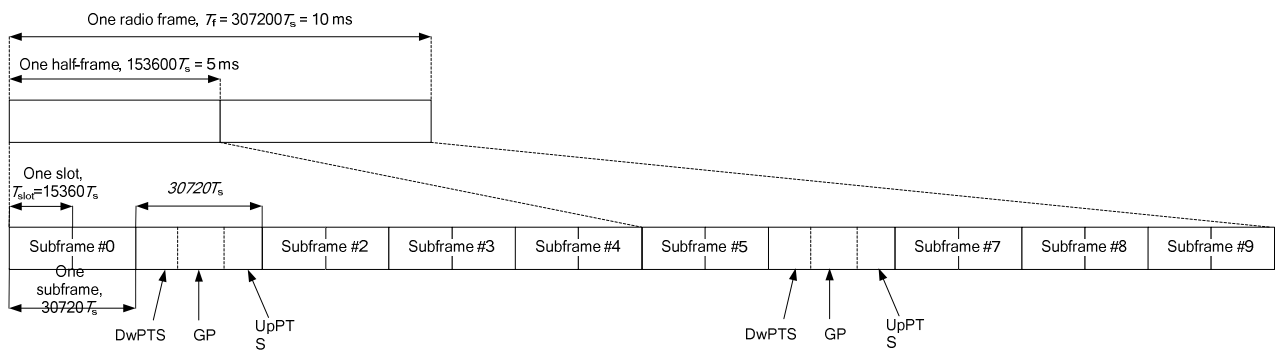 One radio frame, Tf = 307200Ts = 10 ms
One half-frame, 153600Ts = 5 ms
One slot,
Tslot=15360Ts
30720Ts
Subframe #0
Subframe #2
Subframe #3
Subframe #4
Subframe #5
Subframe #7
Subframe #8
Subframe #9
One
subframe,
30720Ts
DwPTS
GP
UpPT
S
DwPTS
GP
UpPT
S